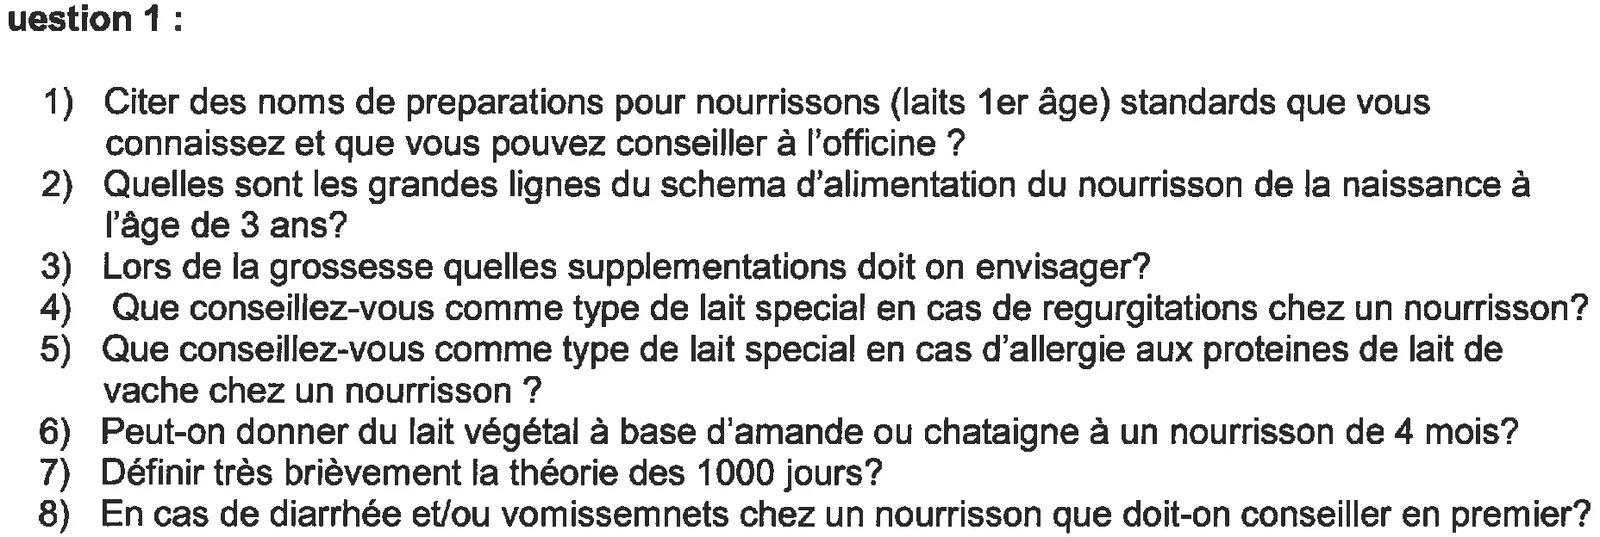 uestion 1 :
1) Citer des noms de preparations pour nourrissons (laits 1er âge) standards que vous
connaissez et que vous pouvez conseiller à l'officine ?
2) Quelles sont les grandes lignes du schema d'alimentation du nourrisson de la naissance à
l'âge de 3 ans?
3) Lors de la grossesse quelles supplementations doit on envisager?
4) Que conseillez-vous comme type de lait special en cas de regurgitations chez un nourrisson?
5) Que conseillez-vous comme type de lait special en cas d'allergie aux proteines de lait de
vache chez un nourrisson ?
6) Peut-on donner du lait végétal à base d'amande ou chataigne à un nourrisson de 4 mois?
7) Définir très brièvement la théorie des 1000 jours?
8) En cas de diarrhée et/ou vomissemnets chez un nourrisson que doit-on conseiller en premier?